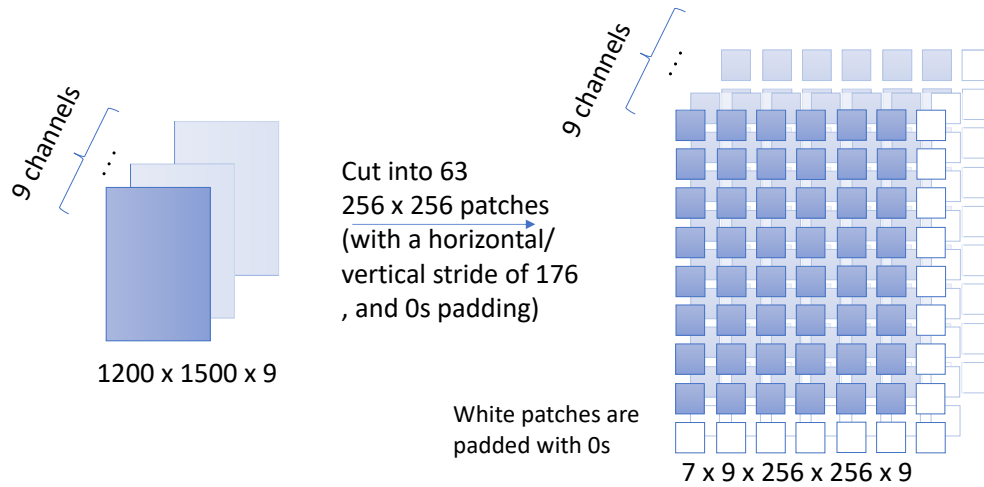 9 channels
...
1200 x 1500 x 9
Cut into 63
256 x 256 patches
(with a horizontal/
vertical stride of 176
, and 0s padding)
9 channels
...
White patches are
padded with 0s
7 x 9 x 256 x 256 x 9